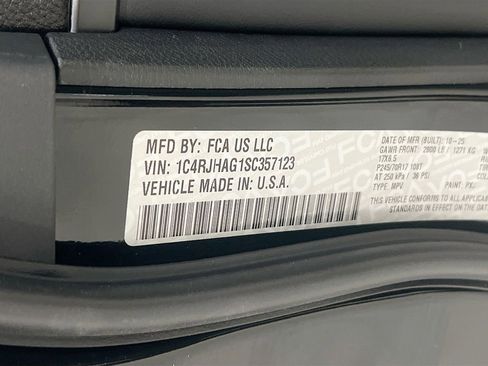 MFD BY: FCA US LLC
VIN: 1C4RJHAG1SC357123
VEHICLE MADE IN: U.S.A.
DATE OF MFR (BUILT): 10-25
GAWR FRONT: 2800 LB / 1271 KG
17X6.5
P245/70R17 108T
AT 250 kPa / 36 PSI
TYPE: MPV PAINT: PX
THIS VEHICLE CONFORMS TO ALL APPLICAB
STANDARDS IN EFFECT ON THE DAT